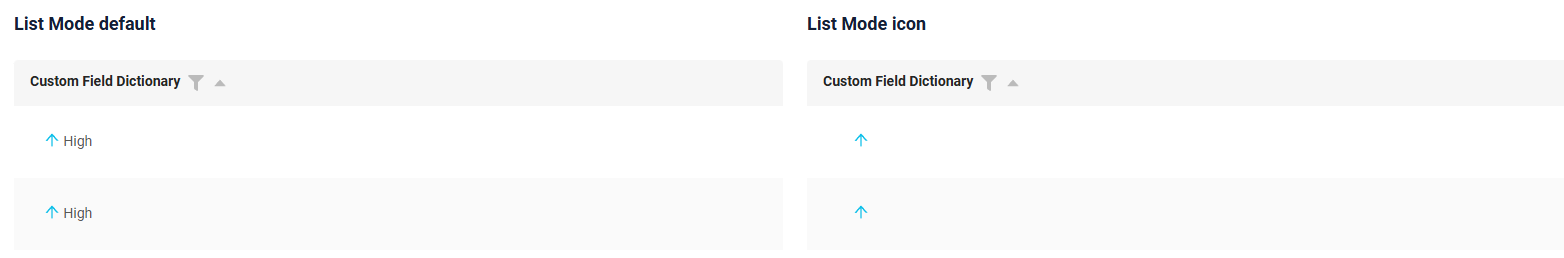 List Mode default
Custom Field Dictionary
High
High
List Mode icon
Custom Field Dictionary